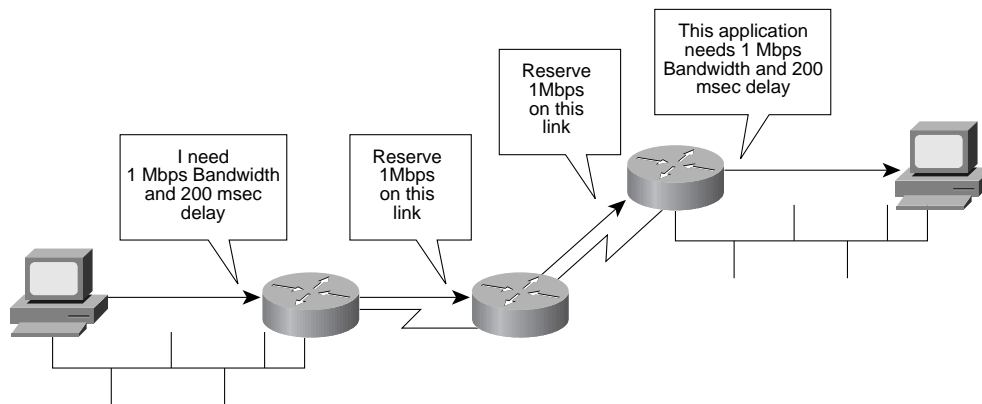 I need
1 Mbps Bandwidth
and 200 msec
delay
Reserve
1Mbps
on this
link
Reserve
1Mbps
on this
link
This application
needs 1 Mbps
Bandwidth and 200
msec delay